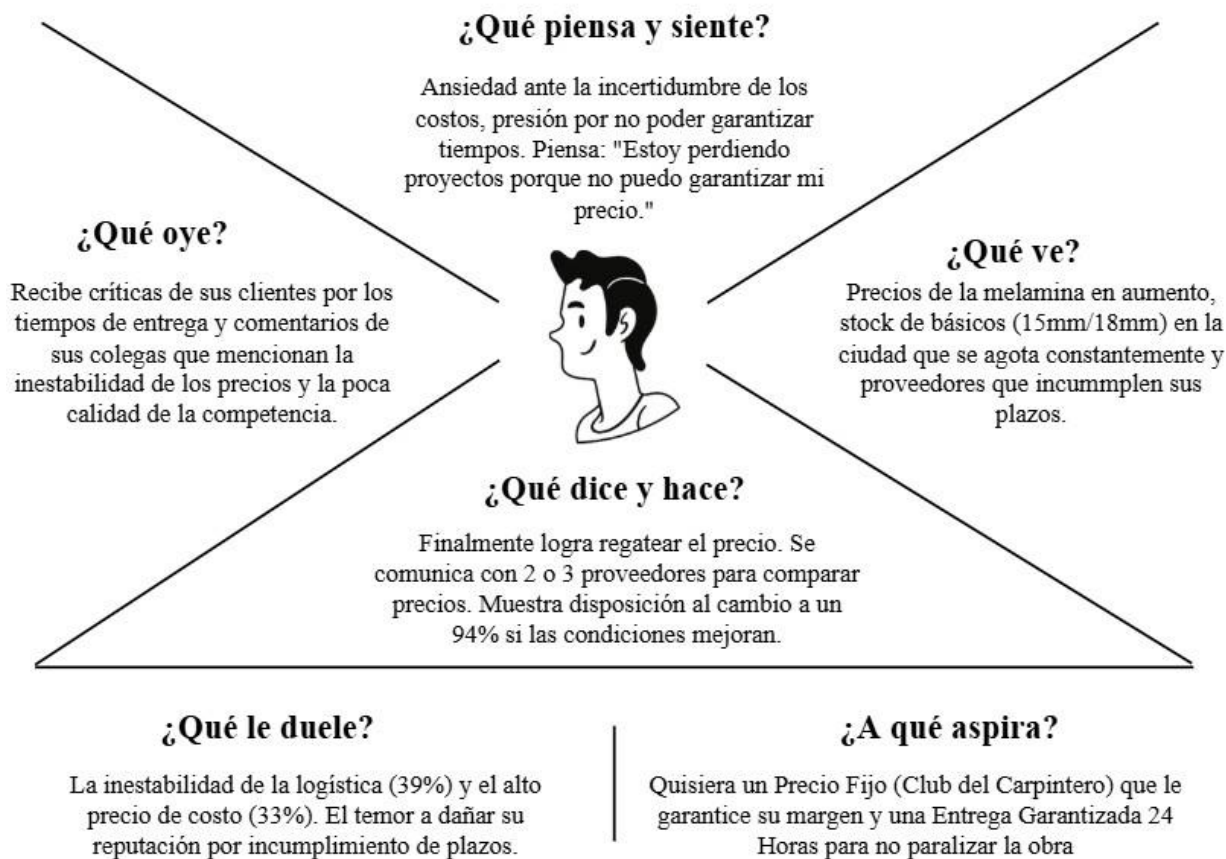 ¿Qué piensa y siente?
Ansiedad ante la incertidumbre de los
costos, presión por no poder garantizar
tiempos. Piensa: "Estoy perdiendo
proyectos porque no puedo garantizar mi
precio."
¿Qué oye?
Recibe críticas de sus clientes por los
tiempos de entrega y comentarios de
sus colegas que mencionan la
inestabilidad de los precios y la poca
calidad de la competencia.
¿Qué ve?
Precios de la melamina en aumento,
stock de básicos (15mm/18mm) en la
ciudad que se agota constantemente y
proveedores que incummplen sus
plazos.
¿Qué dice y hace?
Finalmente logra regatear el precio. Se
comunica con 2 o 3 proveedores para comparar
precios. Muestra disposición al cambio a un
94% si las condiciones mejoran.
¿Qué le duele?
La inestabilidad de la logística (39%) y el alto
precio de costo (33%). El temor a dañar su
reputación por incumplimiento de plazos.
¿A qué aspira?
Quisiera un Precio Fijo (Club del Carpintero) que le
garantice su margen y una Entrega Garantizada 24
Horas para no paralizar la obra